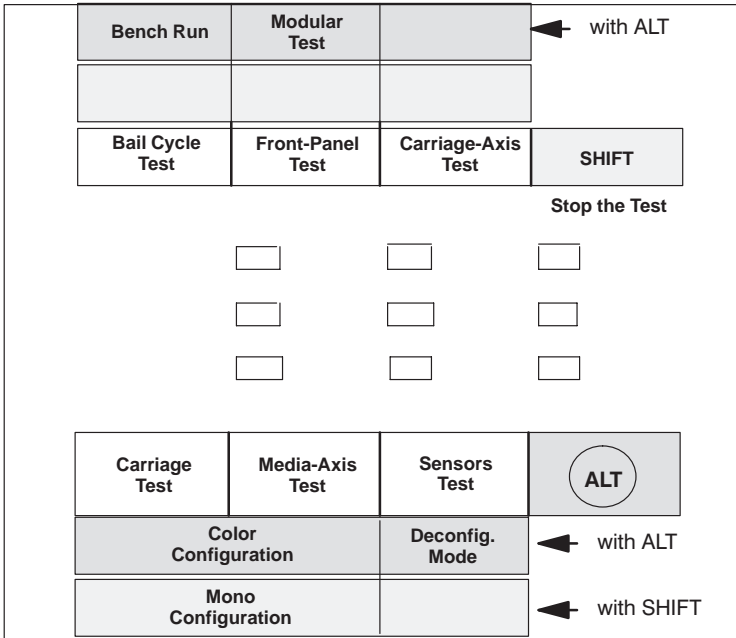 Bench Run
Modular
Test
with ALT
Bail Cycle
Test
Front-Panel
Test
Carriage-Axis
Test
SHIFT
Stop the Test
Carriage
Test
Media-Axis
Test
Sensors
Test
ALT
Color
Configuration
Deconfig.
Mode
with ALT
Mono
Configuration
with SHIFT